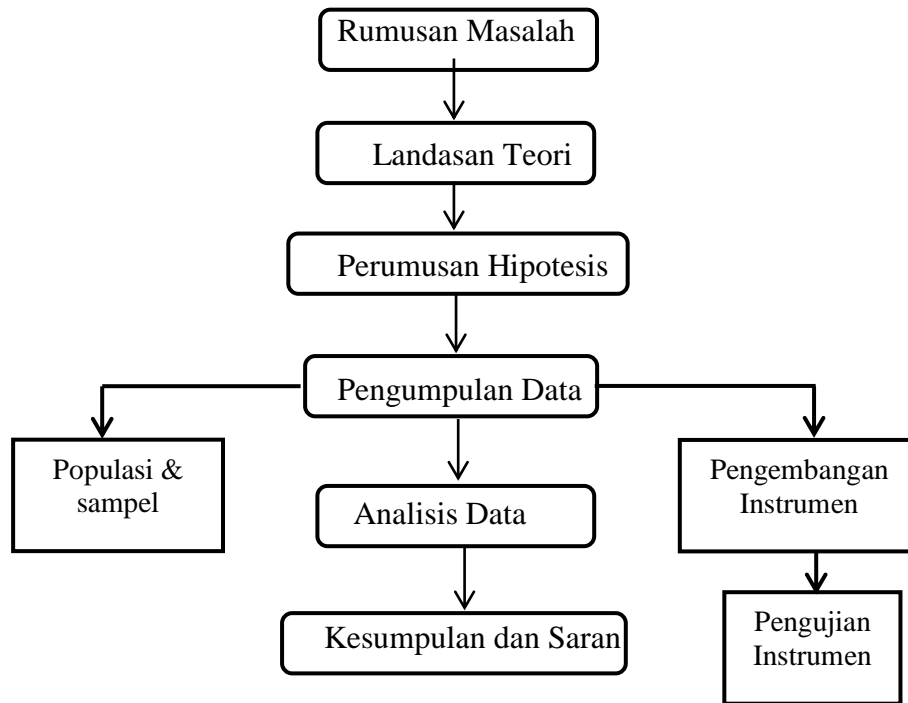 Rumusan Masalah
Landasan Teori
Perumusan Hipotesis
Pengumpulan Data
Populasi &
sampel
Pengembangan
Instrumen
Analisis Data
Pengujian
Instrumen
Kesumpulan dan Saran